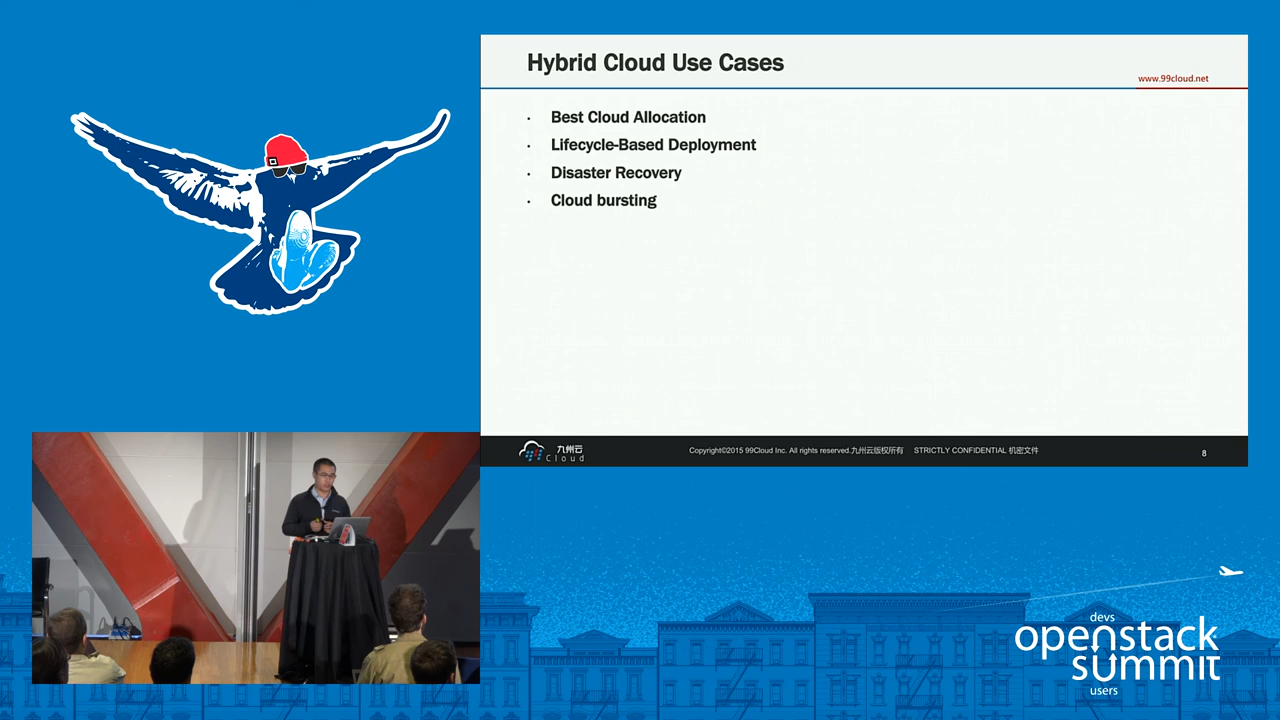 Hybrid Cloud Use Cases
www.99cloud.net
· Best Cloud Allocation
· Lifecycle-Based Deployment
· Disaster Recovery
· Cloud bursting
九州云
Cloud
Copyright©2015 99Cloud Inc. All rights reserved.九州云版权所有 STRICTLY CONFIDENTIAL 机密文件
8
devs
openstack
summit
users